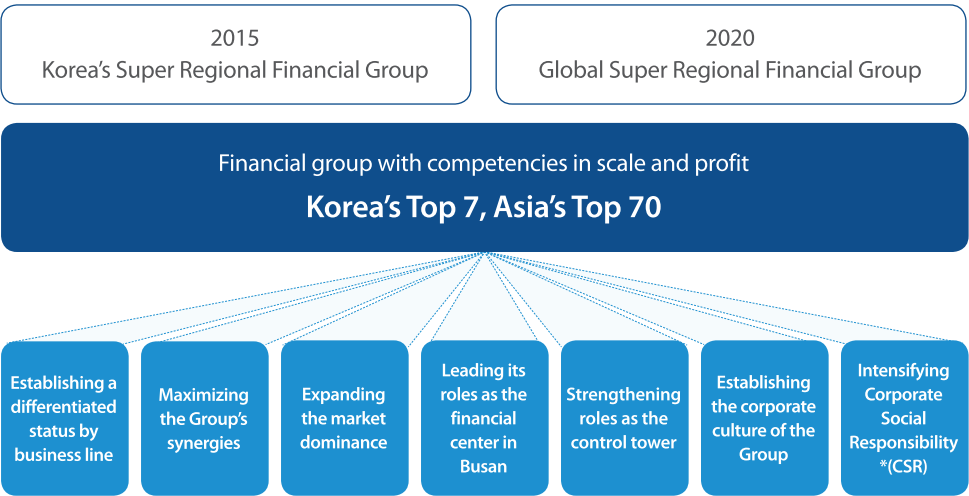 2015
Korea’s Super Regional Financial Group
2020
Global Super Regional Financial Group
Financial group with competencies in scale and profit
Korea’s Top 7, Asia’s Top 70
Establishing a
differentiated
status by
business line
Maximizing
the Group’s
synergies
Expanding
the market
dominance
Leading its
roles as the
financial
center in
Busan
Strengthening
roles as the
control tower
Establishing
the corporate
culture of the
Group
Intensifying
Corporate
Social
Responsibility
*(CSR)